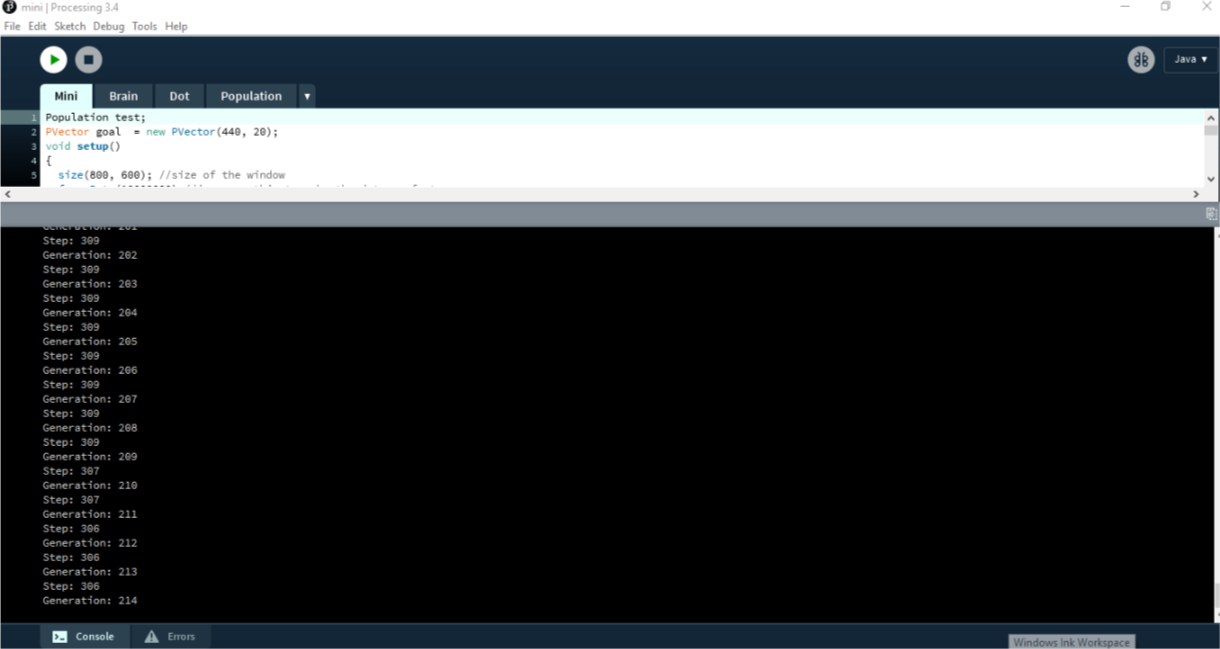 mini | Processing 3.4
File Edit Sketch Debug Tools Help
Java ▾
Mini Brain Dot Population ▾
1 Population test;
2 PVector goal  = new PVector(440, 20);
3 void setup()
4 {
5   size(800, 600); //size of the window
Generation: 201
Step: 309
Generation: 202
Step: 309
Generation: 203
Step: 309
Generation: 204
Step: 309
Generation: 205
Step: 309
Generation: 206
Step: 309
Generation: 207
Step: 309
Generation: 208
Step: 309
Generation: 209
Step: 307
Generation: 210
Step: 307
Generation: 211
Step: 306
Generation: 212
Step: 306
Generation: 213
Step: 306
Generation: 214
Console Errors
Windows Ink Workspace